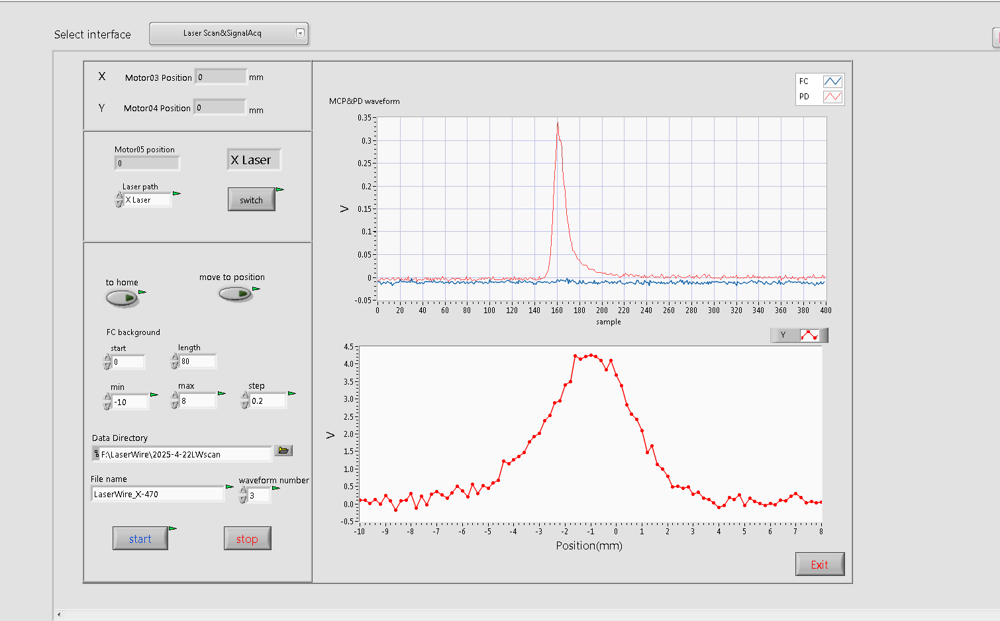 Select interface
Laser Scan&SignalAcq
X
Motor03 Position
0
mm
Y
Motor04 Position
0
mm
Motor05 position
0
X Laser
Laser path
X Laser
switch
to home
move to position
FC background
start
0
length
80
min
-10
max
8
step
0.2
Data Directory
F:\LaserWire\2025-4-22LWscan
File name
LaserWire_X-470
waveform number
3
start
stop
FC
PD
MCP&PD waveform
0.35
0.3
0.25
0.2
0.15
0.1
0.05
0
-0.05
V
0 20 40 60 80 100 120 140 160 180 200 220 240 260 280 300 320 340 360 380 400
sample
Y
4.5
4.0
3.5
3.0
2.5
2.0
1.5
1.0
0.5
0.0
-0.5
V
-10 -9 -8 -7 -6 -5 -4 -3 -2 -1 0 1 2 3 4 5 6 7 8
Position(mm)
Exit